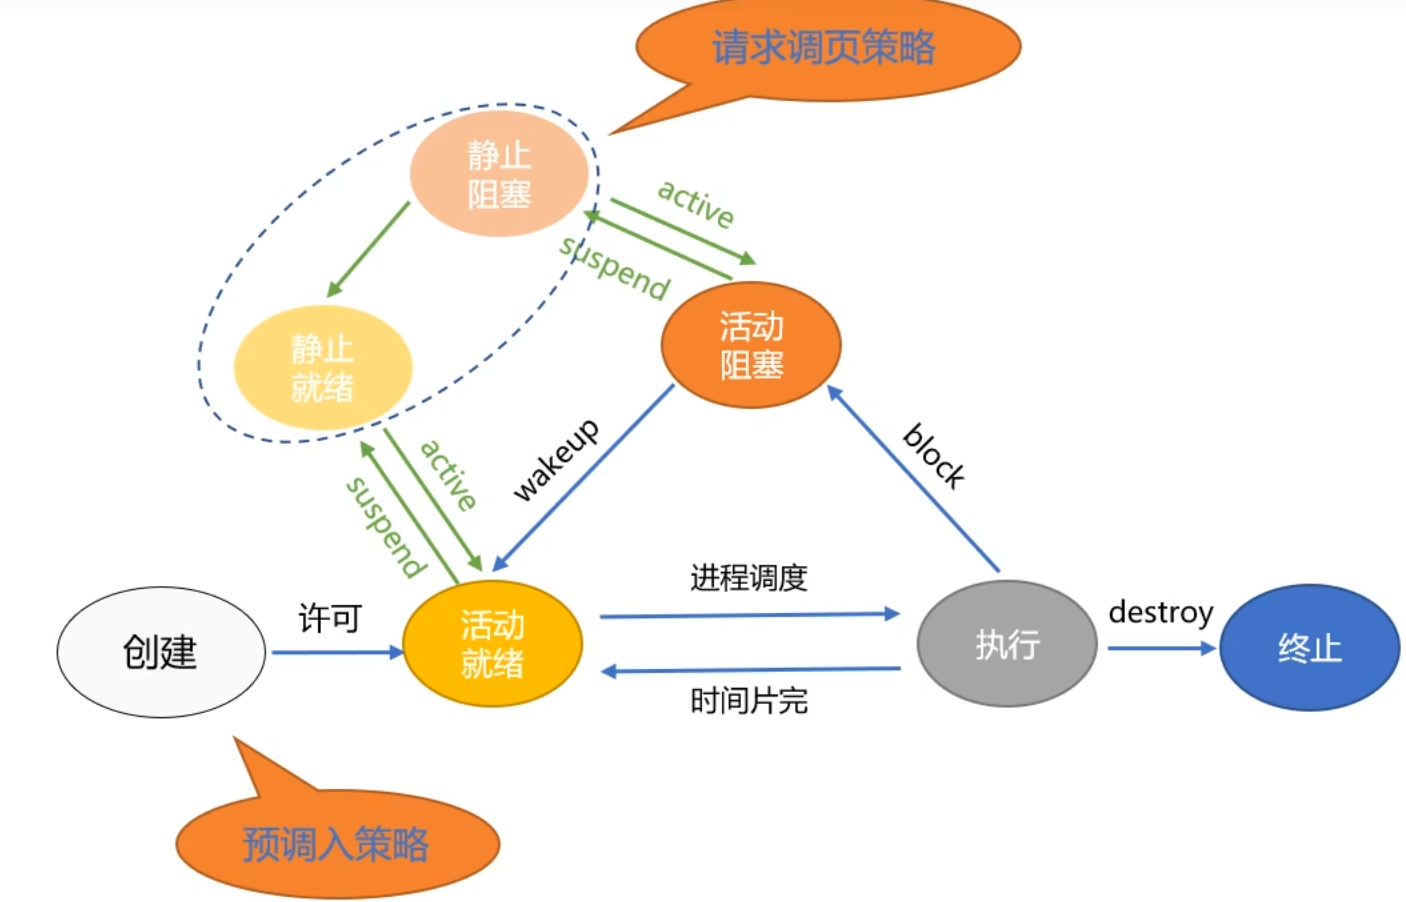 请求调页策略
静止
阻塞
active
suspend
静止
就绪
活动
阻塞
wakeup
block
active
suspend
创建
许可
活动
就绪
进程调度
时间片完
执行
destroy
终止
预调入策略